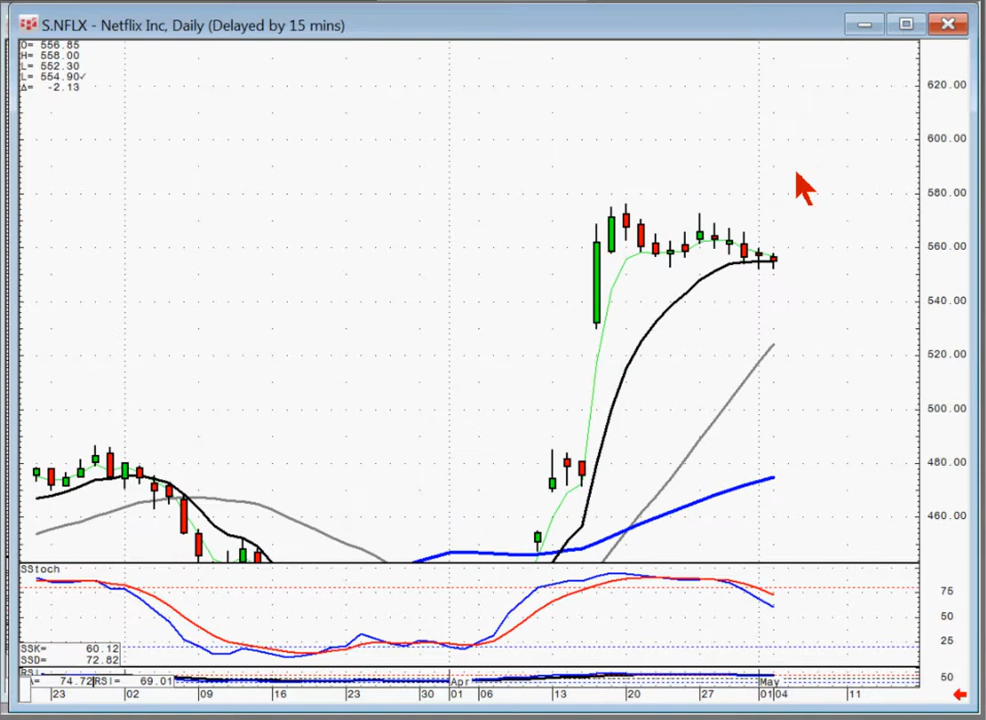 S.NFLX - Netflix Inc, Daily (Delayed by 15 mins)
O= 556.85
H= 558.00
L= 552.30
L= 554.90✓
Δ= -2.13
620.00
600.00
580.00
560.00
540.00
520.00
500.00
480.00
460.00
SStoch
75
50
25
SSK= 60.12
SSD= 72.82
RSI
74.72 RSI= 69.01
50
23 02 09 16 23 30 Apr 01 06 13 20 27 May 01 04 11